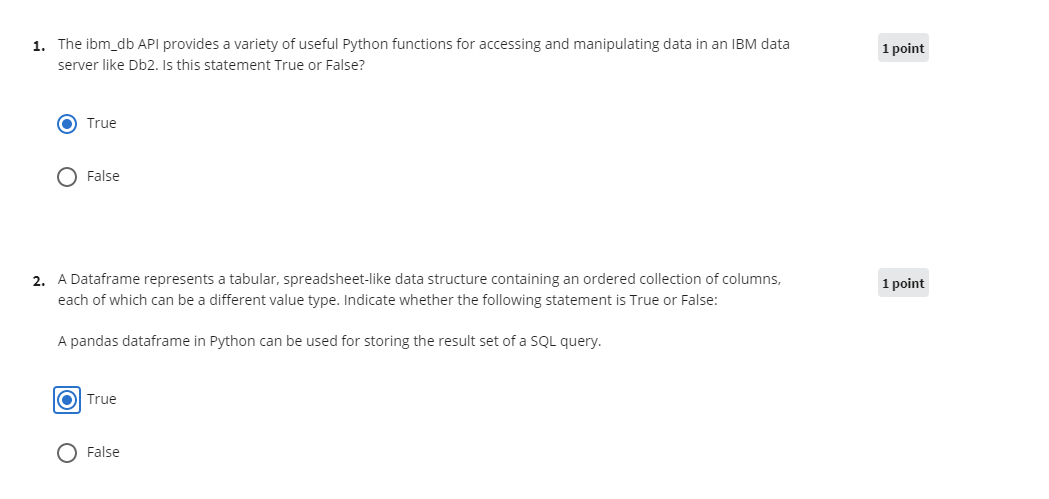 1. The ibm_db API provides a variety of useful Python functions for accessing and manipulating data in an IBM data 1 point
server like Db2. Is this statement True or False?
True
False
2. A Dataframe represents a tabular, spreadsheet-like data structure containing an ordered collection of columns, 1 point
each of which can be a different value type. Indicate whether the following statement is True or False:
A pandas dataframe in Python can be used for storing the result set of a SQL query.
True
False